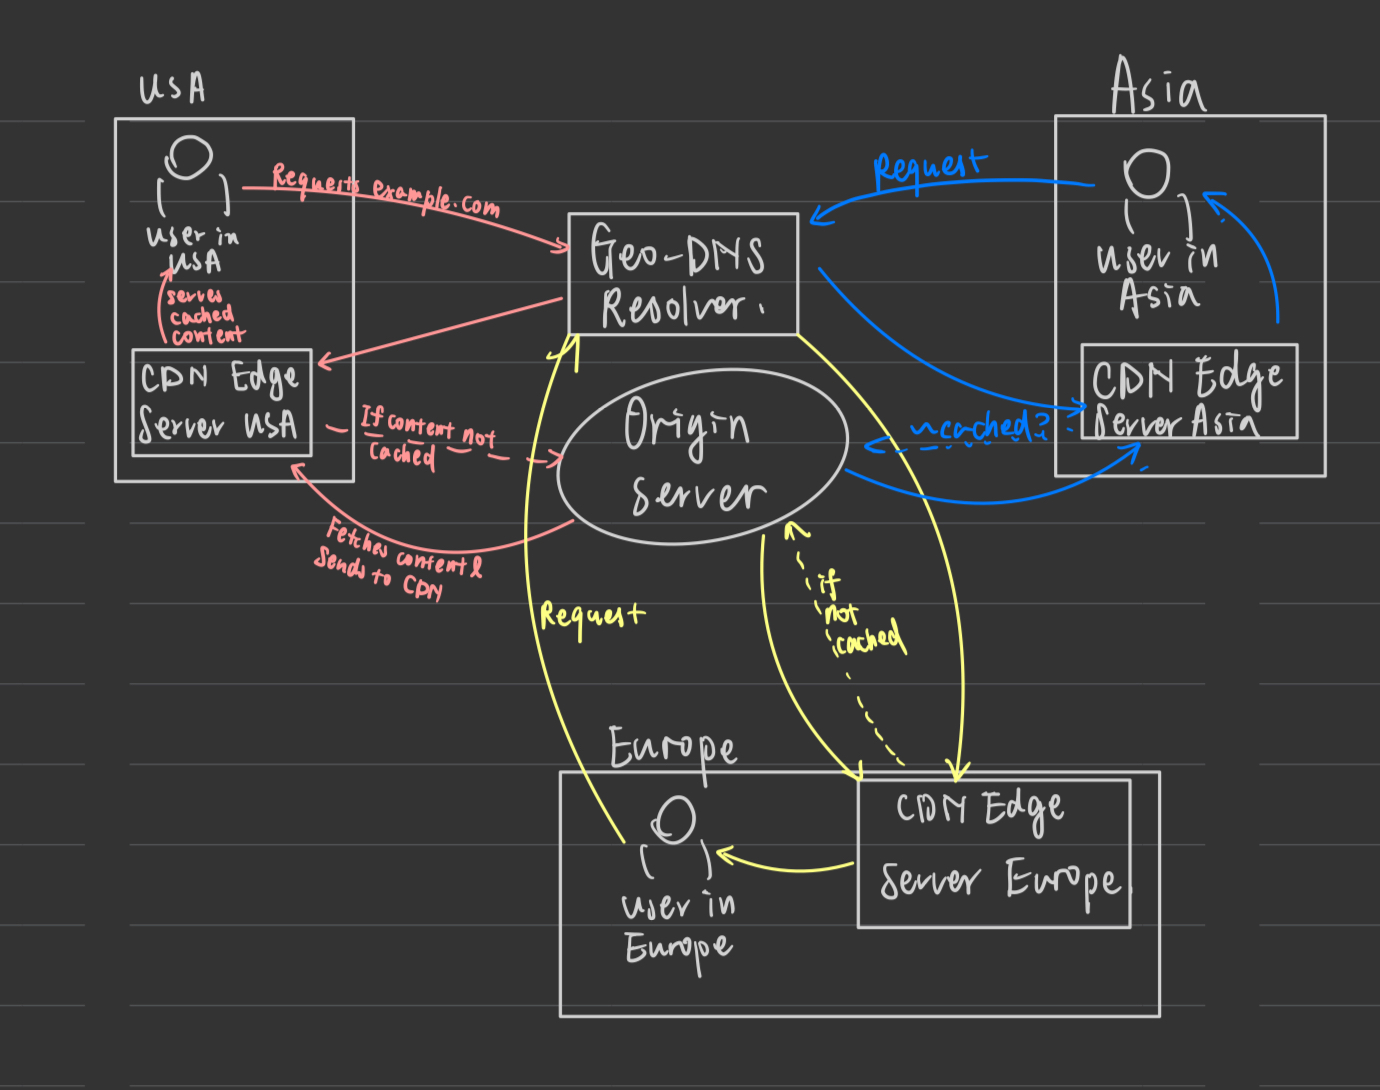 USA
user in
USA
serves
cached
content
CDN Edge
Server USA
Requests example.com
If content not
cached
Fetches content &
Sends to CDN
Geo-DNS
Resolver.
Origin
Server
Request
if
not
cached
Asia
Request
user in
Asia
CDN Edge
Server Asia
uncached?
Europe
user in
Europe
CDN Edge
Server Europe